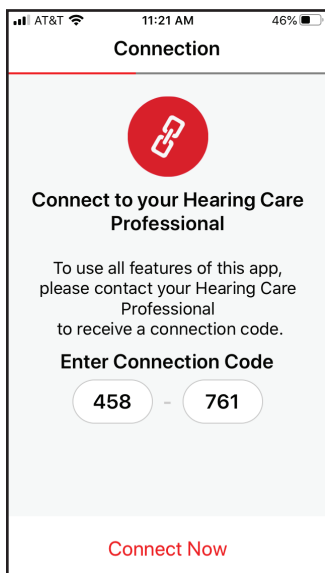 AT&T 11:21 AM 46%
Connection
Connect to your Hearing Care
Professional
To use all features of this app,
please contact your Hearing Care
Professional
to receive a connection code.
Enter Connection Code
458 - 761
Connect Now